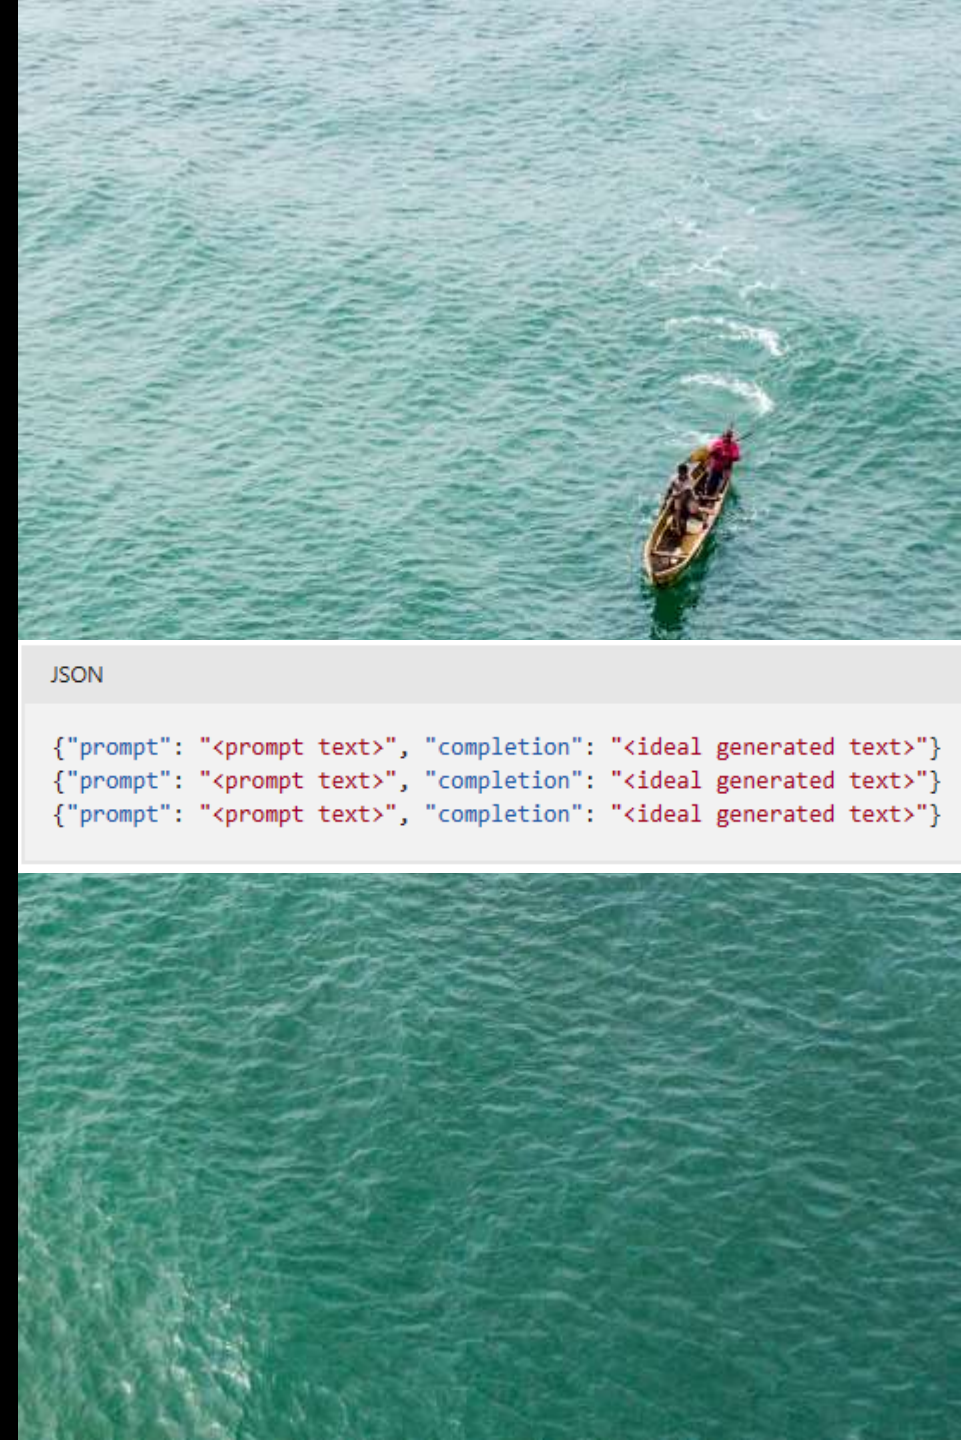 JSON
{"prompt": "<prompt text>", "completion": "<ideal generated text>"}
{"prompt": "<prompt text>", "completion": "<ideal generated text>"}
{"prompt": "<prompt text>", "completion": "<ideal generated text>"}